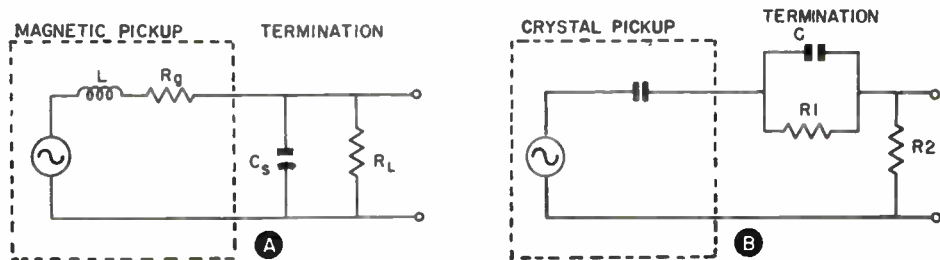 MAGNETIC PICKUP
TERMINATION
L
Rg
Cs
RL
A
CRYSTAL PICKUP
TERMINATION
C
R1
R2
B